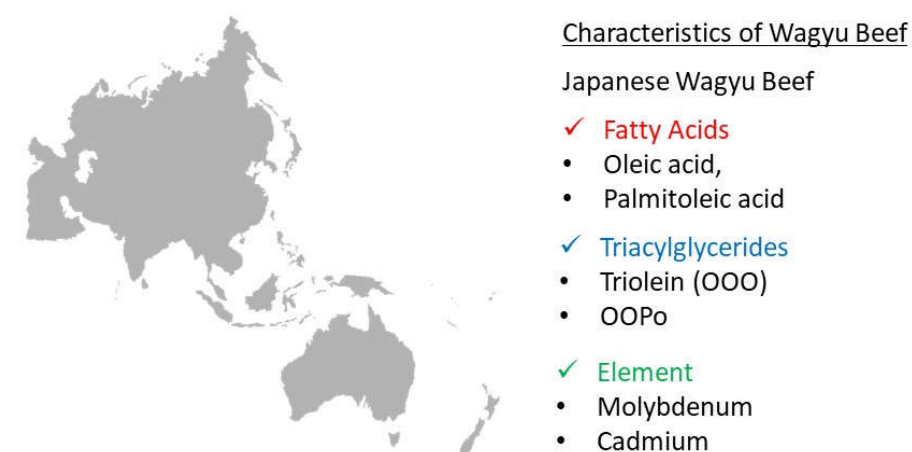 Characteristics of Wagyu Beef
Japanese Wagyu Beef
✓ Fatty Acids
• Oleic acid,
• Palmitoleic acid
✓ Triacylglycerides
• Triolein (OOO)
• OOPo
✓ Element
• Molybdenum
• Cadmium